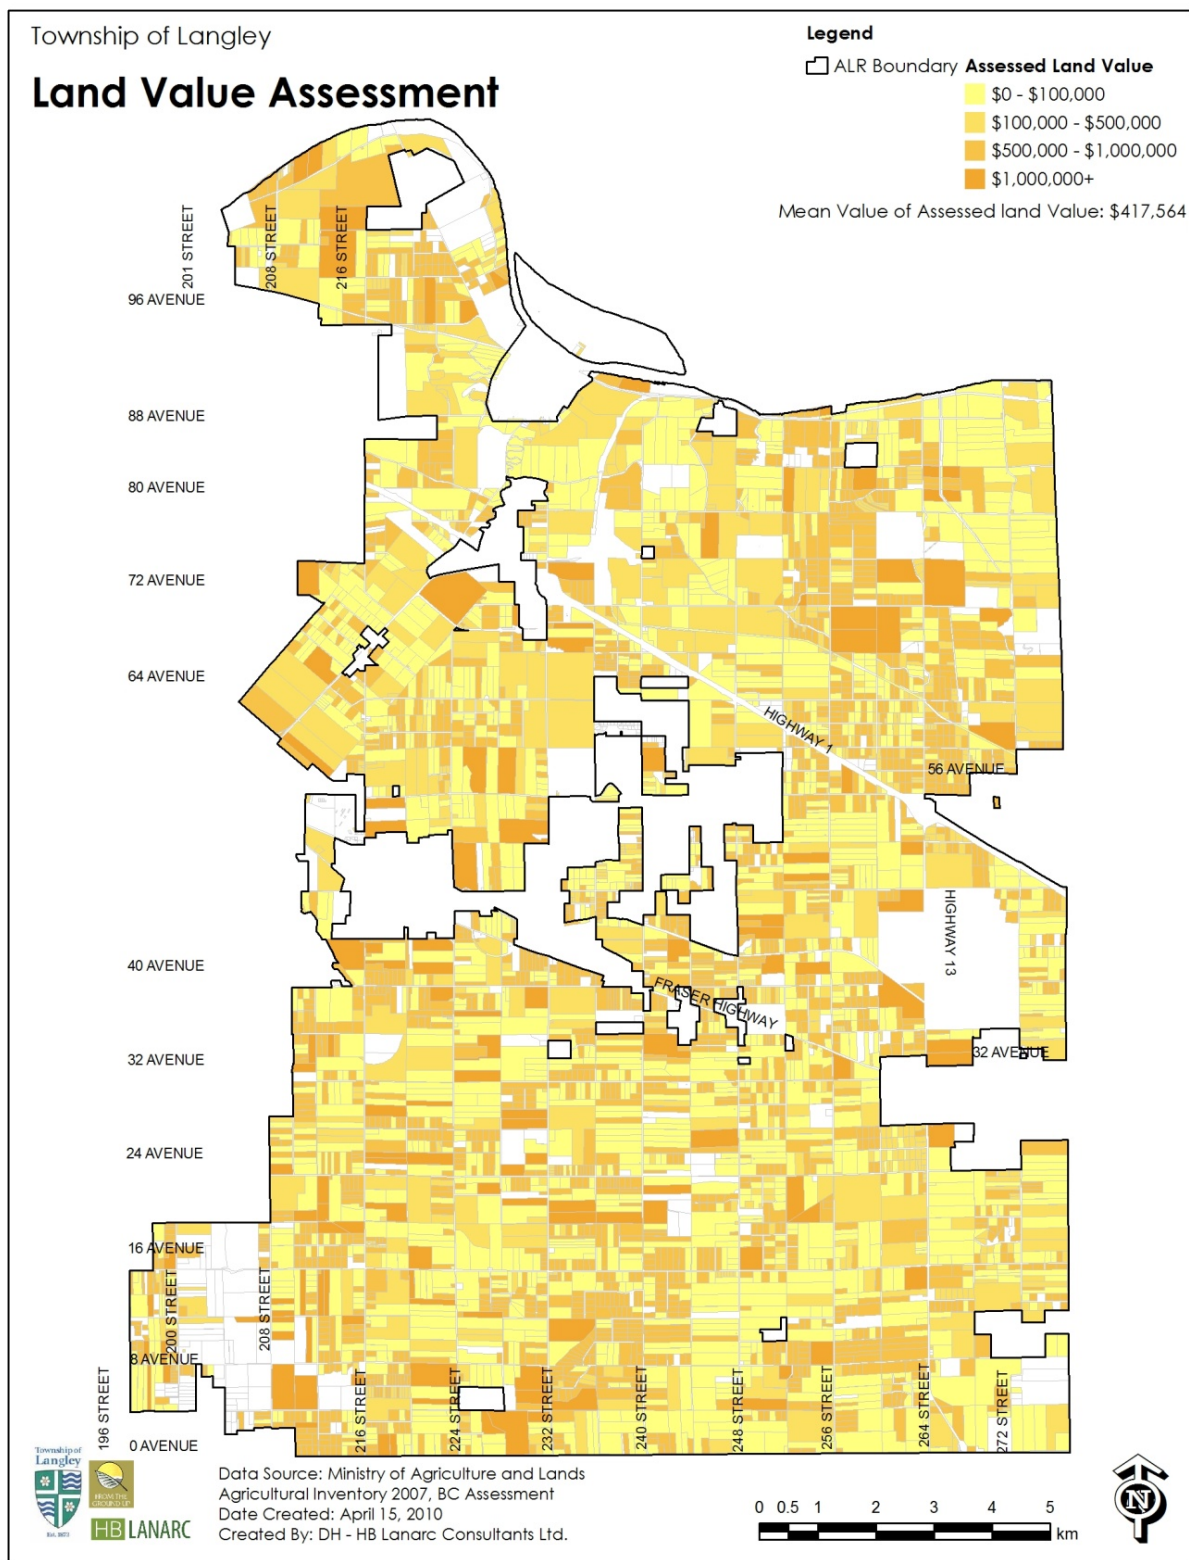 Township of Langley
Land Value Assessment
Legend
ALR Boundary
Assessed Land Value
$0 - $100,000
$100,000 - $500,000
$500,000 - $1,000,000
$1,000,000+
Mean Value of Assessed land Value: $417,564
201 STREET
208 STREET
216 STREET
96 AVENUE
88 AVENUE
80 AVENUE
72 AVENUE
64 AVENUE
HIGHWAY 1
56 AVENUE
HIGHWAY 13
40 AVENUE
FRASER HIGHWAY
32 AVENUE
32 AVENUE
24 AVENUE
16 AVENUE
200 STREET
208 STREET
8 AVENUE
196 STREET
216 STREET
224 STREET
232 STREET
240 STREET
248 STREET
256 STREET
264 STREET
272 STREET
0 AVENUE
Township of
Langley
Est. 1873
FROM THE
GROUND UP
HB LANARC
Data Source: Ministry of Agriculture and Lands
Agricultural Inventory 2007, BC Assessment
Date Created: April 15, 2010
Created By: DH - HB Lanarc Consultants Ltd.
N
0 0.5 1 2 3 4 5
km